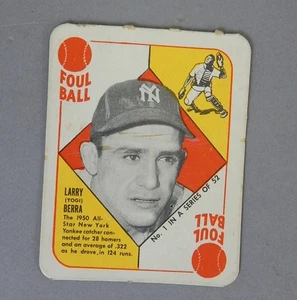 FOUL
BALL
NY
LARRY
(YOGI)
BERRA
The 1950 All-
Star New York
Yankee catcher con-
nected for 28 homers
and an average of .322
as he drove, in 124 runs.
No. 1 IN A SERIES OF 52
FOUL
BALL